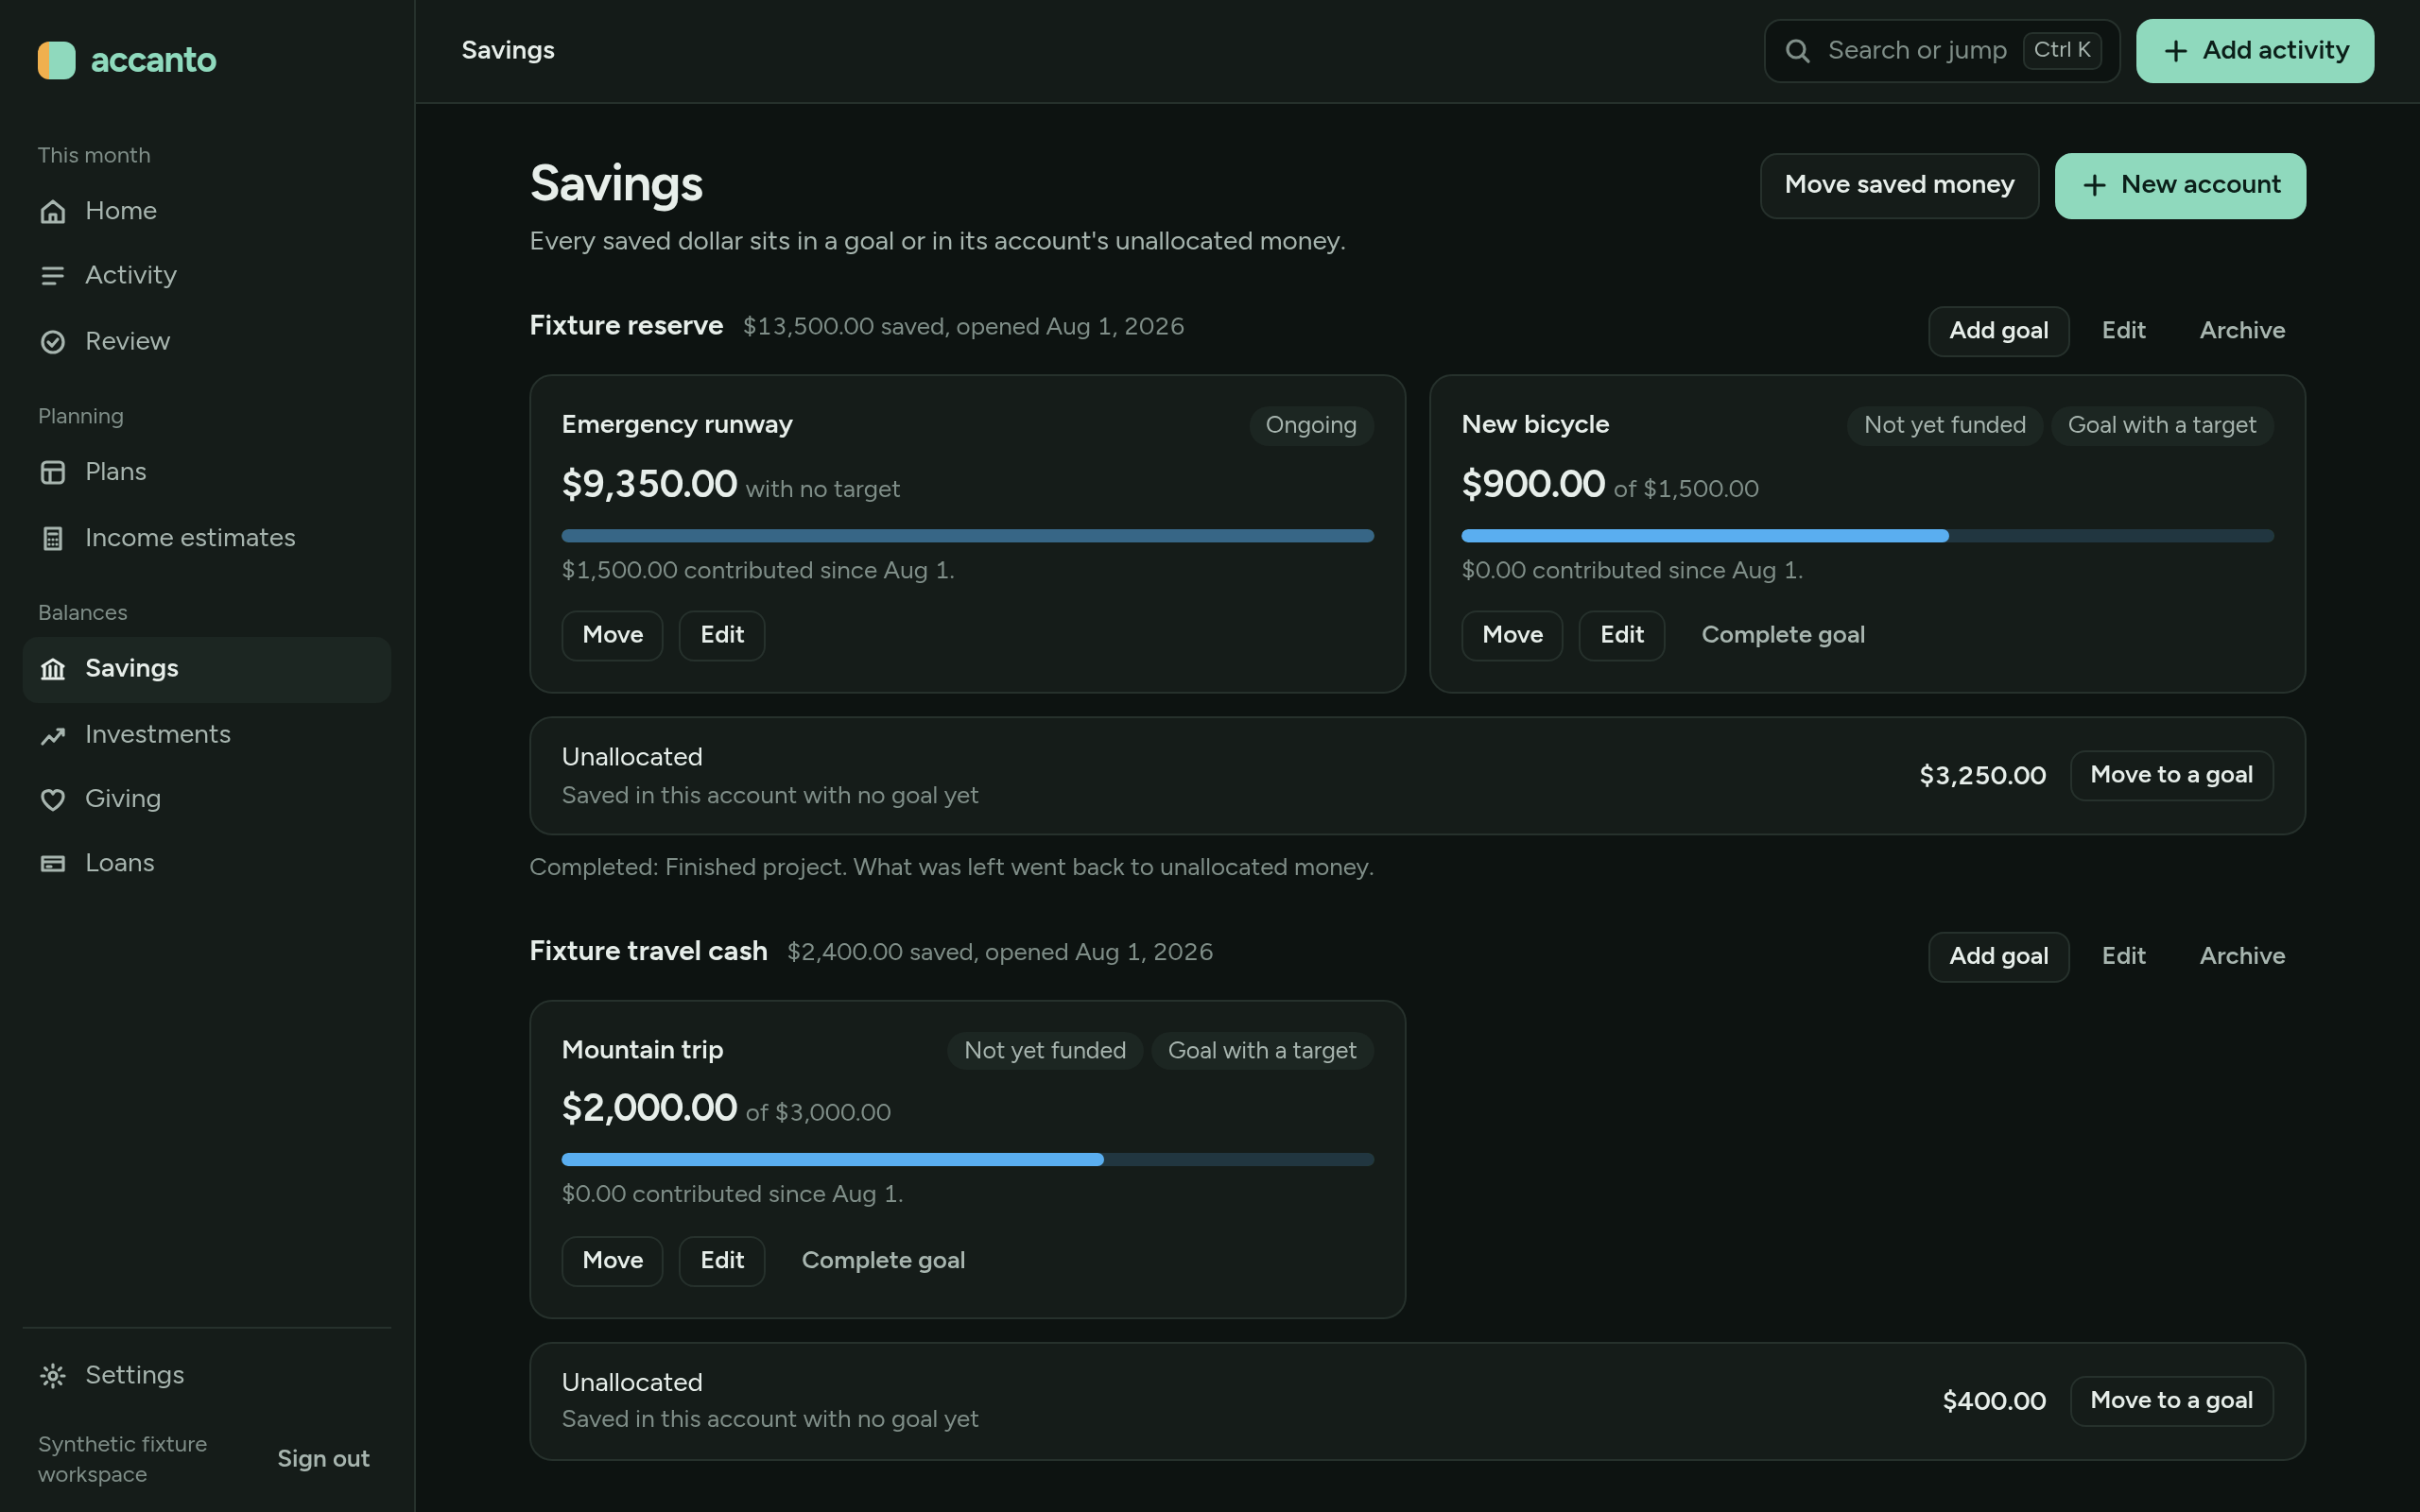 accanto
This month
Home
Activity
Review
Planning
Plans
Income estimates
Balances
Savings
Investments
Giving
Loans
Settings
Synthetic fixture
workspace
Sign out
Savings
Search or jump
Ctrl K
Add activity
Savings
Every saved dollar sits in a goal or in its account's unallocated money.
Move saved money
New account
Fixture reserve $13,500.00 saved, opened Aug 1, 2026
Add goal
Edit
Archive
Emergency runway
Ongoing
$9,350.00 with no target
$1,500.00 contributed since Aug 1.
Move
Edit
New bicycle
Not yet funded
Goal with a target
$900.00 of $1,500.00
$0.00 contributed since Aug 1.
Move
Edit
Complete goal
Unallocated
Saved in this account with no goal yet
$3,250.00
Move to a goal
Completed: Finished project. What was left went back to unallocated money.
Fixture travel cash $2,400.00 saved, opened Aug 1, 2026
Add goal
Edit
Archive
Mountain trip
Not yet funded
Goal with a target
$2,000.00 of $3,000.00
$0.00 contributed since Aug 1.
Move
Edit
Complete goal
Unallocated
Saved in this account with no goal yet
$400.00
Move to a goal